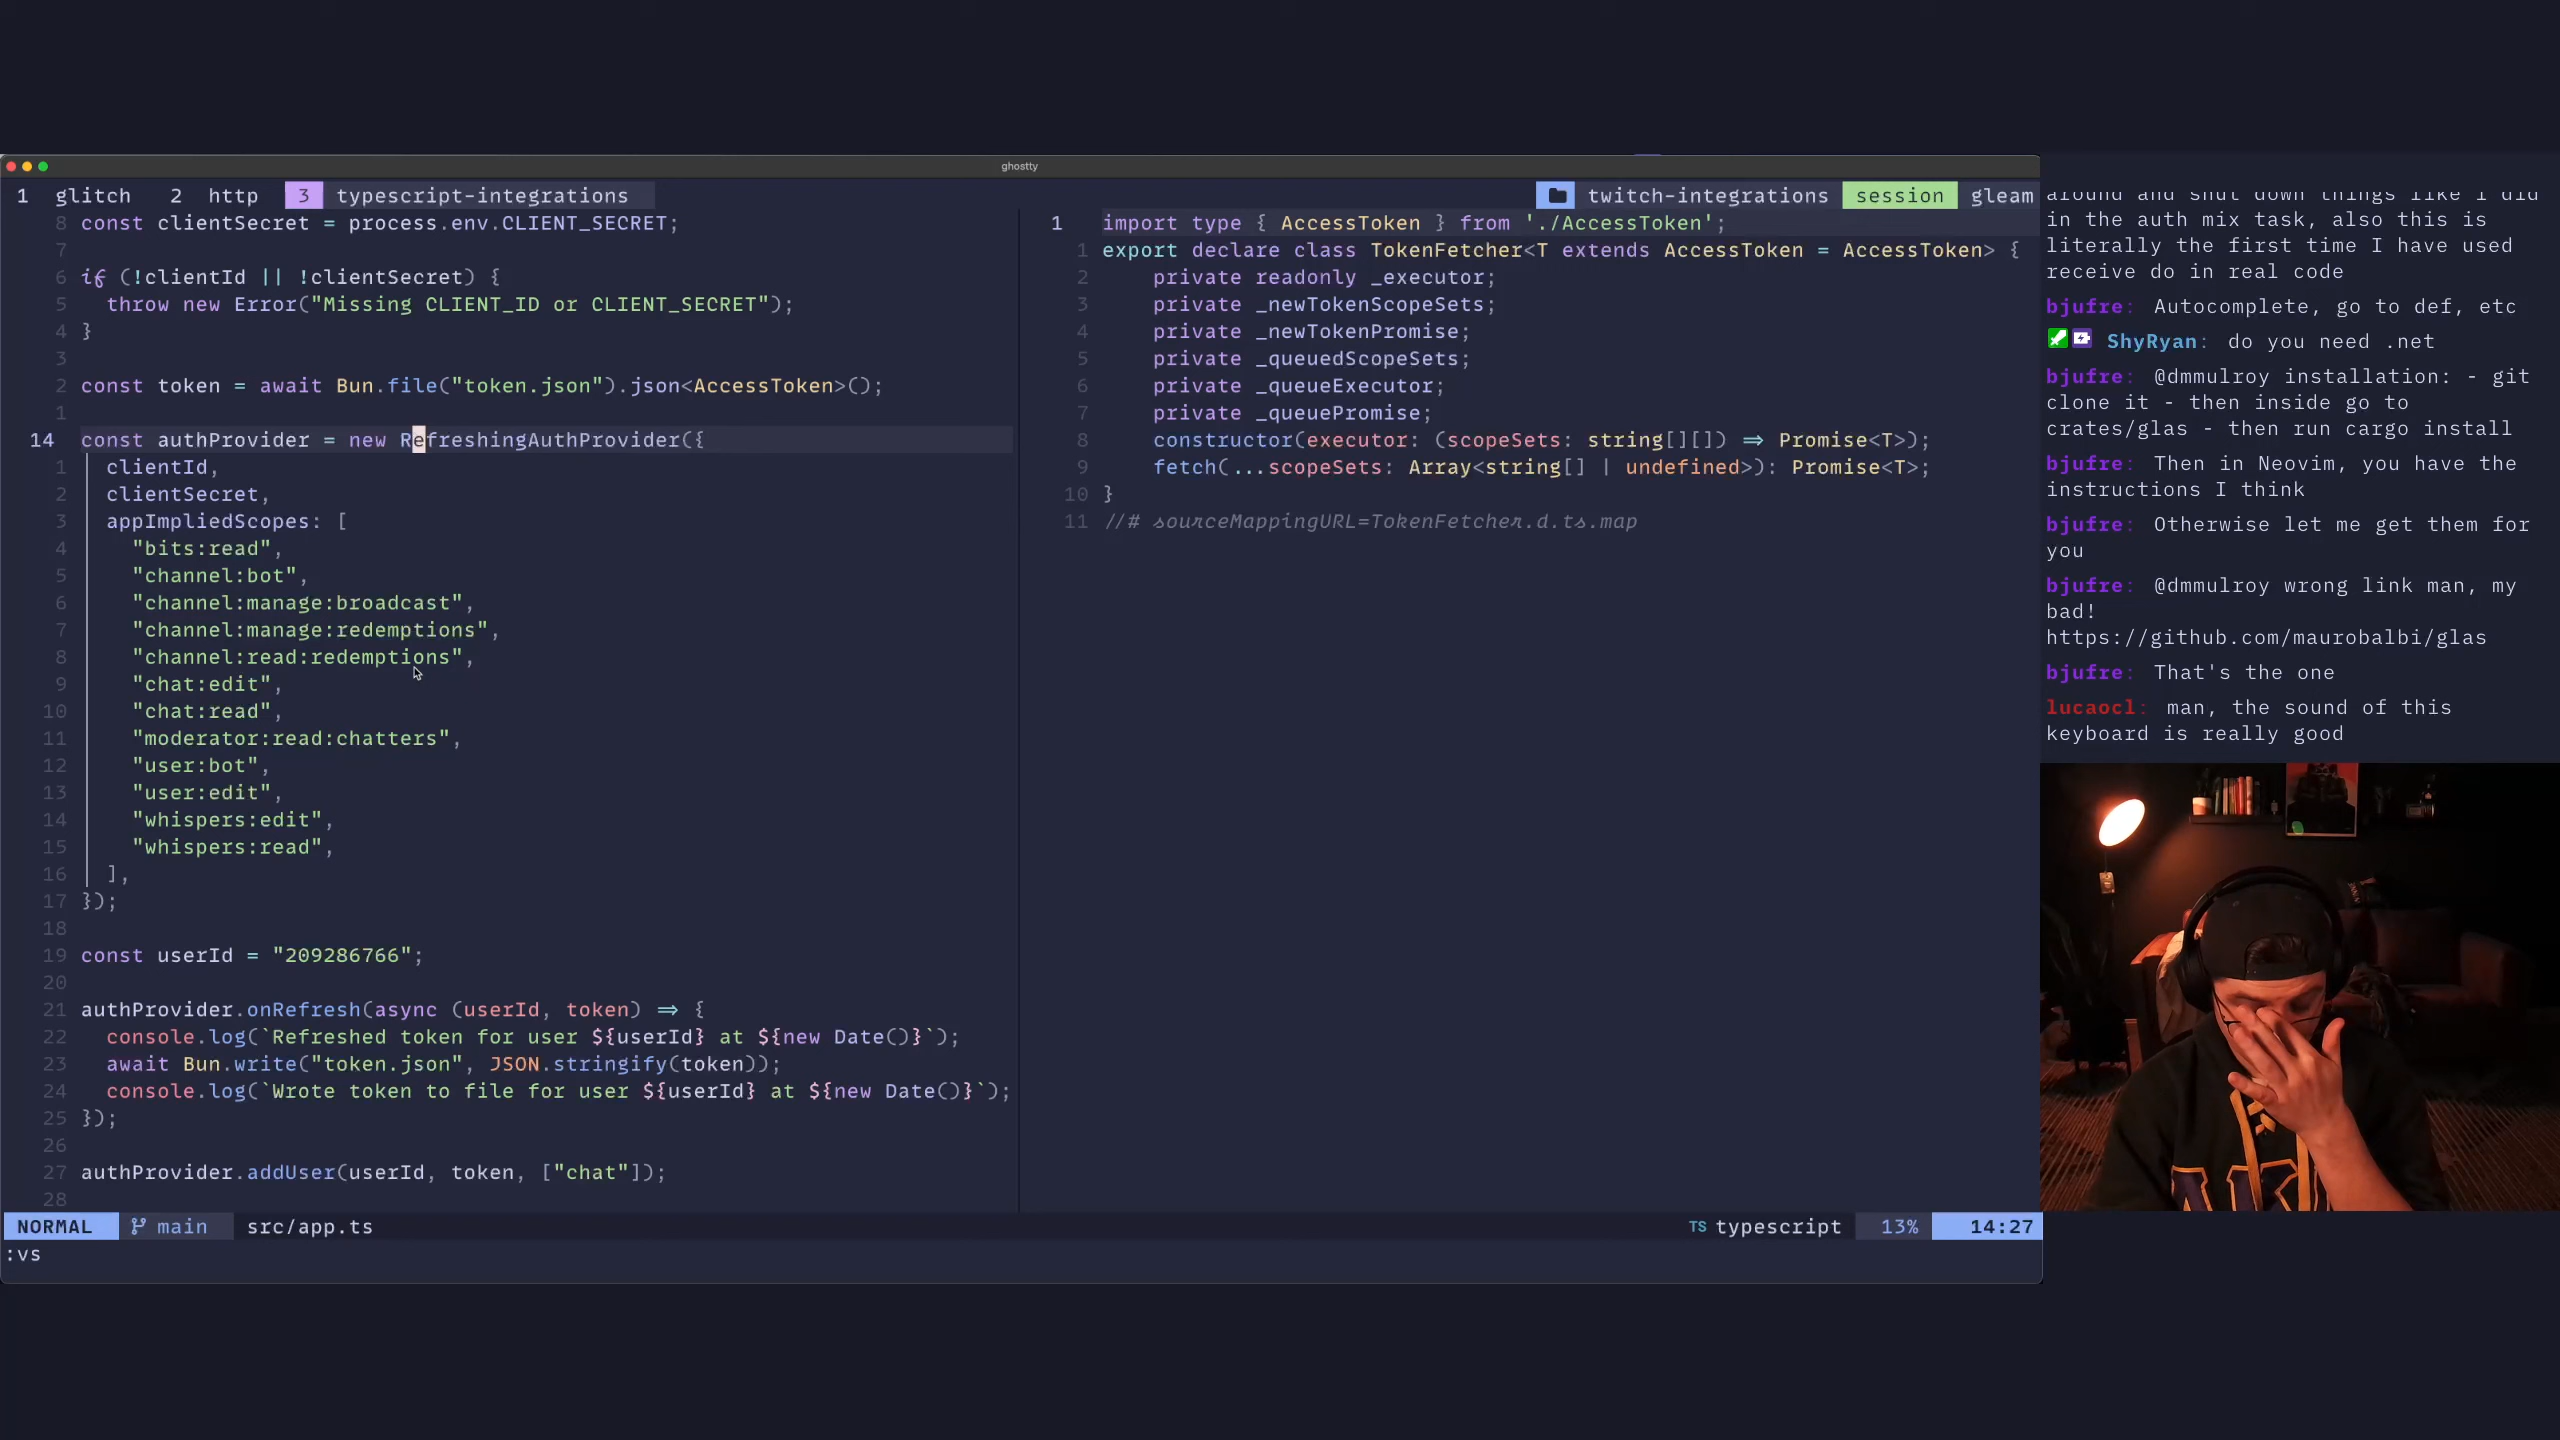 ghostty
1 glitch 2 http 3 typescript-integrations twitch-integrations session gleam
8 const clientSecret = process.env.CLIENT_SECRET;
7
6 if (!clientId || !clientSecret) {
5 throw new Error("Missing CLIENT_ID or CLIENT_SECRET");
4 }
3
2 const token = await Bun.file("token.json").json<AccessToken>();
1
14 const authProvider = new RefreshingAuthProvider({
1 clientId,
2 clientSecret,
3 appImpliedScopes: [
4 "bits:read",
5 "channel:bot",
6 "channel:manage:broadcast",
7 "channel:manage:redemptions",
8 "channel:read:redemptions",
9 "chat:edit",
10 "chat:read",
11 "moderator:read:chatters",
12 "user:bot",
13 "user:edit",
14 "whispers:edit",
15 "whispers:read",
16 ],
17 });
18
19 const userId = "209286766";
20
21 authProvider.onRefresh(async (userId, token) => {
22 console.log(`Refreshed token for user ${userId} at ${new Date()}`);
23 await Bun.write("token.json", JSON.stringify(token));
24 console.log(`Wrote token to file for user ${userId} at ${new Date()}`);
25 });
26
27 authProvider.addUser(userId, token, ["chat"]);
28
1 import type { AccessToken } from './AccessToken';
1 export declare class TokenFetcher<T extends AccessToken = AccessToken> {
2 private readonly _executor;
3 private _newTokenScopeSets;
4 private _newTokenPromise;
5 private _queuedScopeSets;
6 private _queueExecutor;
7 private _queuePromise;
8 constructor(executor: (scopeSets: string[][]) => Promise<T>);
9 fetch(...scopeSets: Array<string[] | undefined>): Promise<T>;
10 }
11 //# sourceMappingURL=TokenFetcher.d.ts.map
NORMAL main src/app.ts TS typescript 13% 14:27
:vs
around and shut down things like I did
in the auth mix task, also this is
literally the first time I have used
receive do in real code
bjufre: Autocomplete, go to def, etc
ShyRyan: do you need .net
bjufre: @dmmulroy installation: - git
clone it - then inside go to
crates/glas - then run cargo install
bjufre: Then in Neovim, you have the
instructions I think
bjufre: Otherwise let me get them for
you
bjufre: @dmmulroy wrong link man, my
bad!
https://github.com/maurobalbi/glas
bjufre: That's the one
lucaocl: man, the sound of this
keyboard is really good